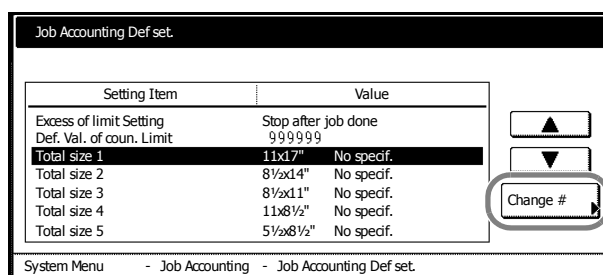 Job Accounting Def set.
Setting Item Value
Excess of limit Setting Stop after job done
Def. Val. of coun. Limit 999999
Total size 1 11x17" No specif.
Total size 2 8½x14" No specif.
Total size 3 8½x11" No specif.
Total size 4 11x8½" No specif.
Total size 5 5½x8½" No specif.
Change #
System Menu - Job Accounting - Job Accounting Def set.